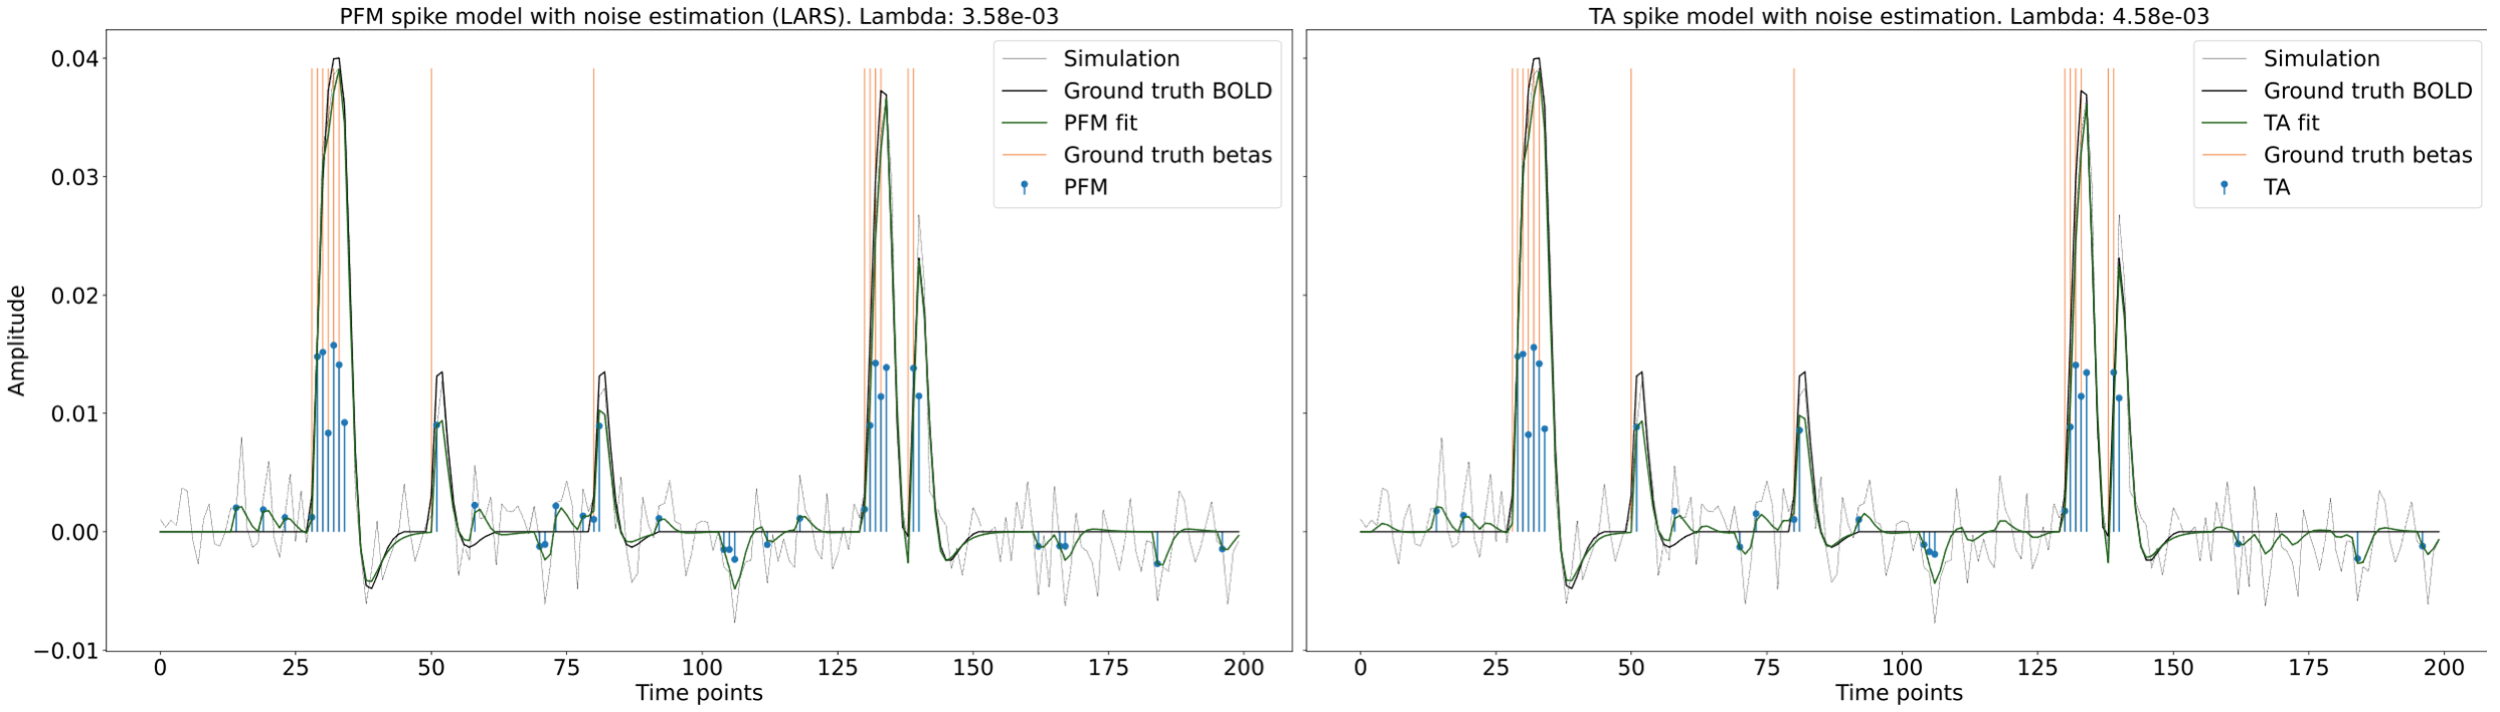 PFM spike model with noise estimation (LARS). Lambda: 3.58e-03
Amplitude
0.04
0.03
0.02
0.01
0.00
−0.01
Simulation
Ground truth BOLD
PFM fit
Ground truth betas
PFM
0 25 50 75 100 125 150 175 200
Time points
TA spike model with noise estimation. Lambda: 4.58e-03
Simulation
Ground truth BOLD
TA fit
Ground truth betas
TA
0 25 50 75 100 125 150 175 200
Time points